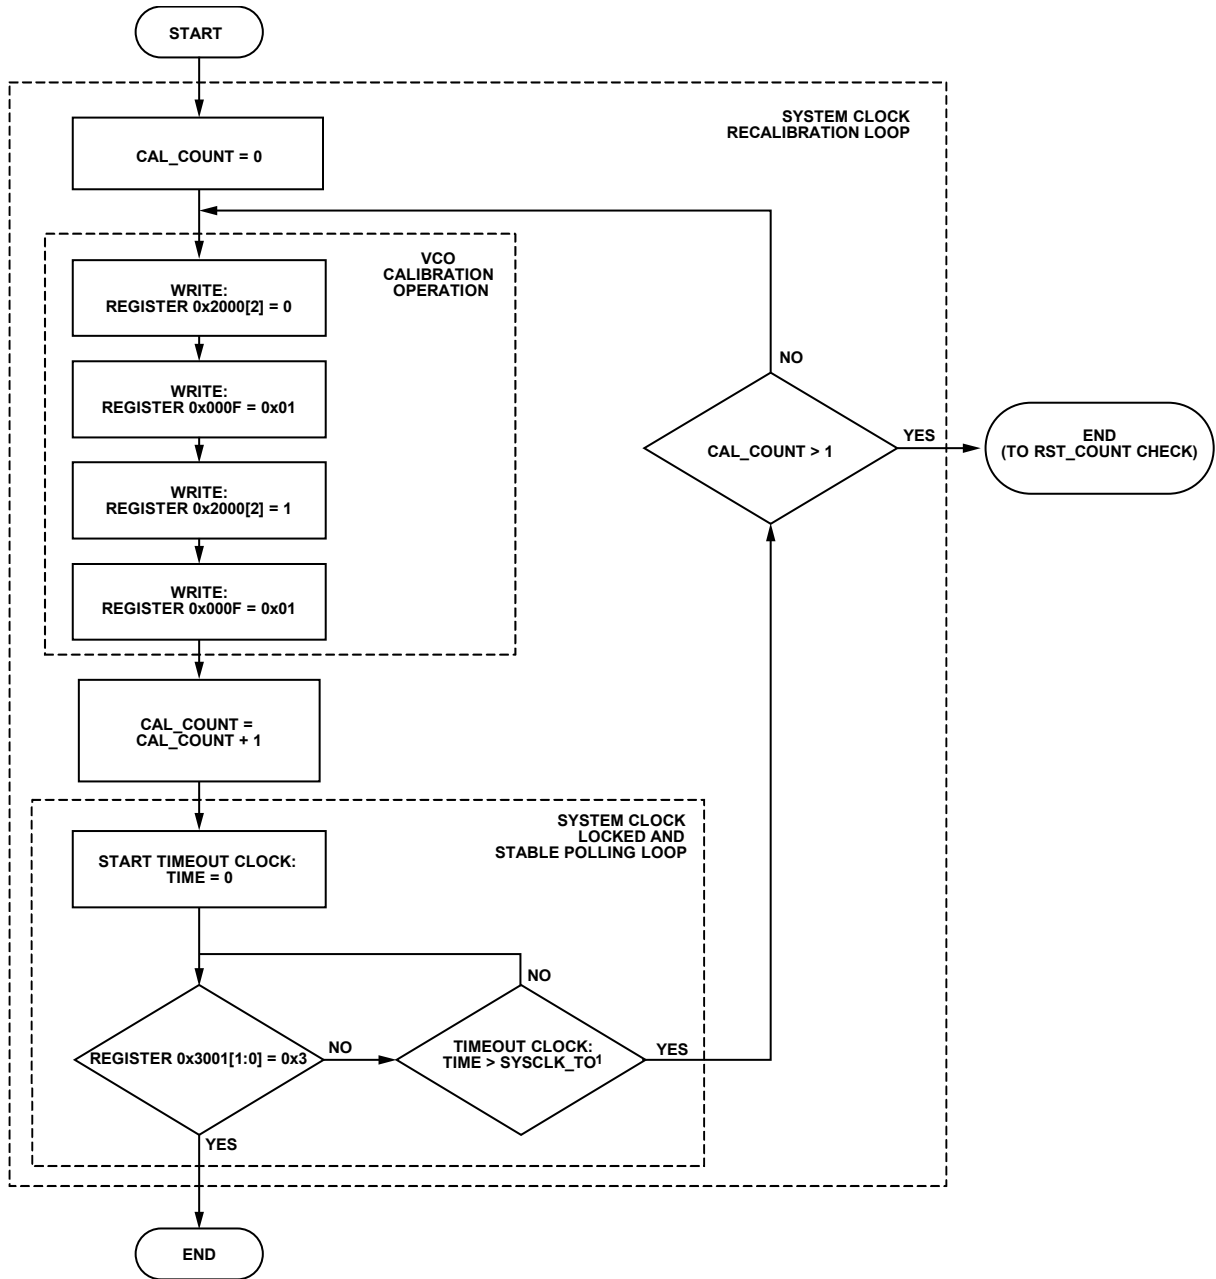 START
SYSTEM CLOCK
RECALIBRATION LOOP
CAL_COUNT = 0
VCO
CALIBRATION
OPERATION
WRITE:
REGISTER 0x2000[2] = 0
WRITE:
REGISTER 0x000F = 0x01
WRITE:
REGISTER 0x2000[2] = 1
WRITE:
REGISTER 0x000F = 0x01
NO
CAL_COUNT > 1
YES
END
(TO RST_COUNT CHECK)
CAL_COUNT =
CAL_COUNT + 1
SYSTEM CLOCK
LOCKED AND
STABLE POLLING LOOP
START TIMEOUT CLOCK:
TIME = 0
NO
REGISTER 0x3001[1:0] = 0x3
NO
TIMEOUT CLOCK:
TIME > SYSCLK_TO¹
YES
YES
END